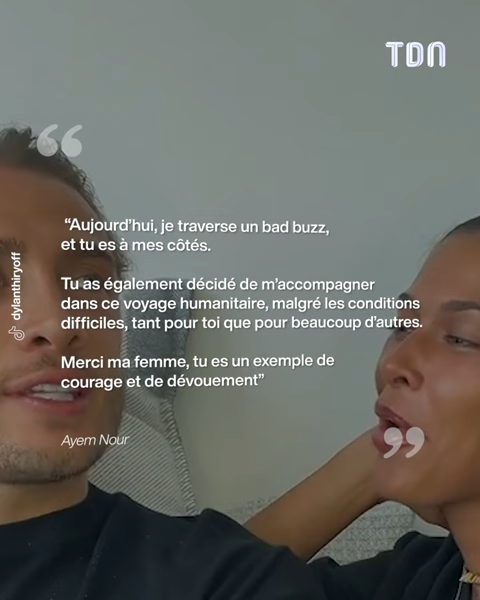 TDN
“Aujourd’hui, je traverse un bad buzz,
et tu es à mes côtés.
Tu as également décidé de m’accompagner
dans ce voyage humanitaire, malgré les conditions
difficiles, tant pour toi que pour beaucoup d’autres.
Merci ma femme, tu es un exemple de
courage et de dévouement”
Ayem Nour
dylanthiryoff